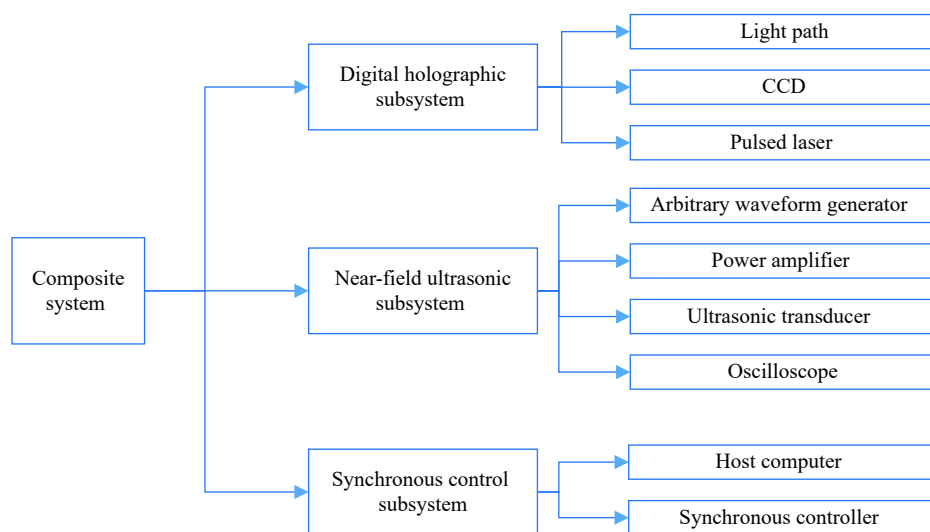 Composite
system
Digital holographic
subsystem
Light path
CCD
Pulsed laser
Near-field ultrasonic
subsystem
Arbitrary waveform generator
Power amplifier
Ultrasonic transducer
Oscilloscope
Synchronous control
subsystem
Host computer
Synchronous controller